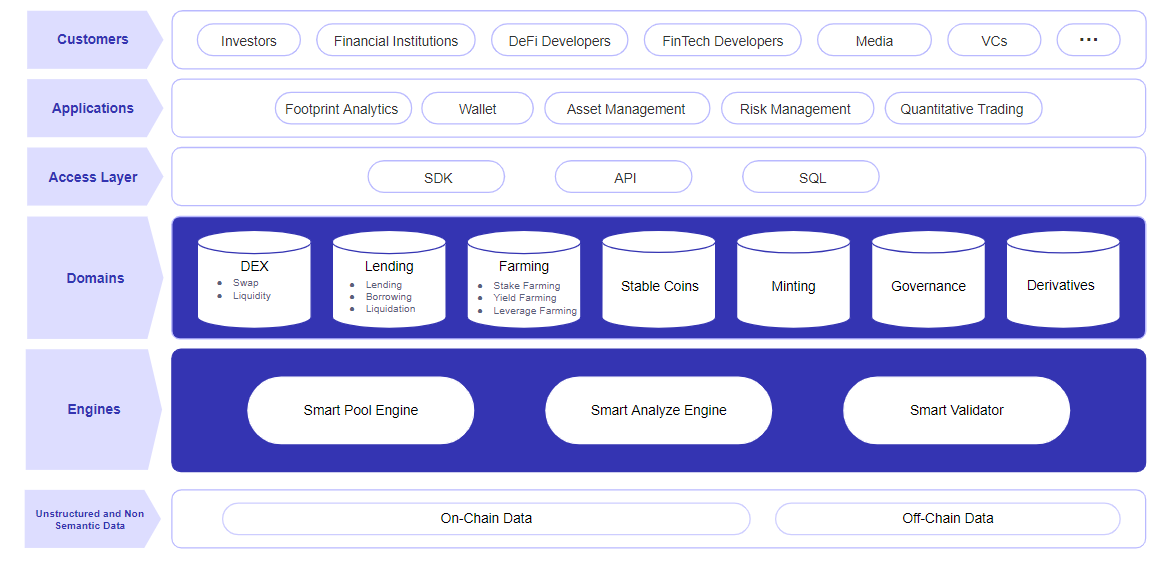 Customers
Investors
Financial Institutions
DeFi Developers
FinTech Developers
Media
VCs
...
Applications
Footprint Analytics
Wallet
Asset Management
Risk Management
Quantitative Trading
Access Layer
SDK
API
SQL
Domains
DEX
• Swap
• Liquidity
Lending
• Lending
• Borrowing
• Liquidation
Farming
• Stake Farming
• Yield Farming
• Leverage Farming
Stable Coins
Minting
Governance
Derivatives
Engines
Smart Pool Engine
Smart Analyze Engine
Smart Validator
Unstructured and Non
Semantic Data
On-Chain Data
Off-Chain Data